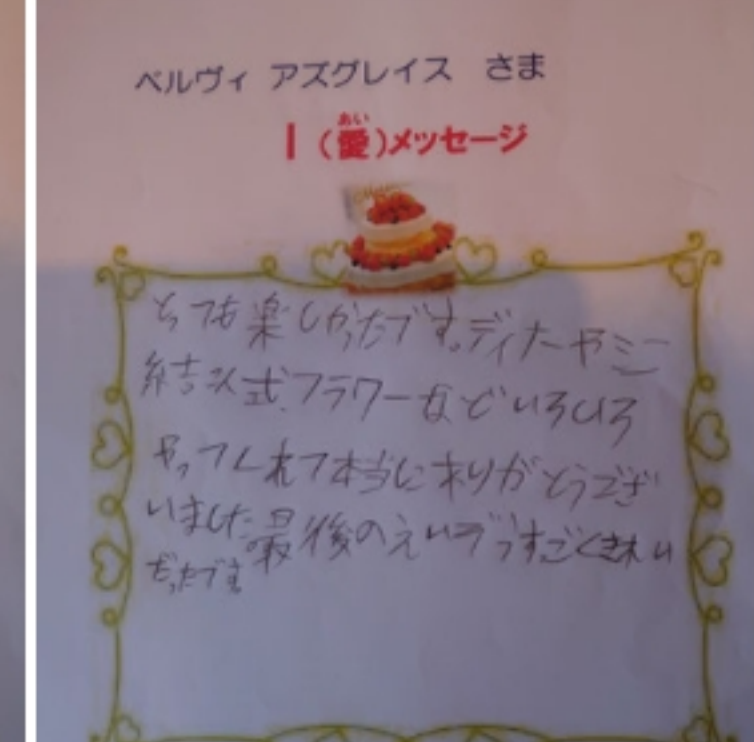 ベルヴィ アズグレイス さま
あい
I(愛)メッセージ
とても楽しかったです。ディナーやミニ
結婚式、フラワーなどいろいろ
やってくれて本当にありがとうござ
いました。最後のえいぞうすごくきれい
だったです。